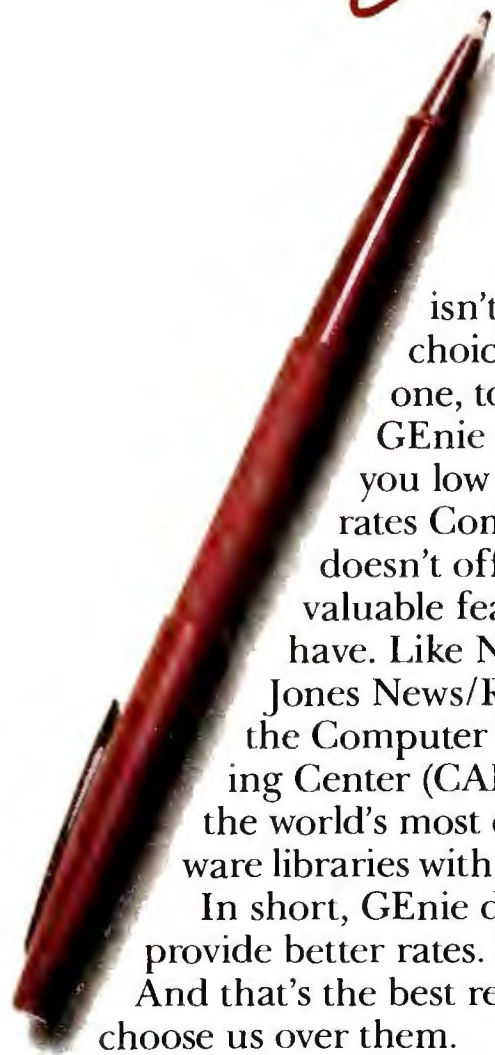 isn't
choic
one, to
GEnie
you low
rates Com
doesn't off
valuable fea
have. Like N
Jones News/R
the Computer
ing Center (CAL
the world's most c
ware libraries with
In short, GEnie d
provide better rates.
And that's the best re
choose us over them.